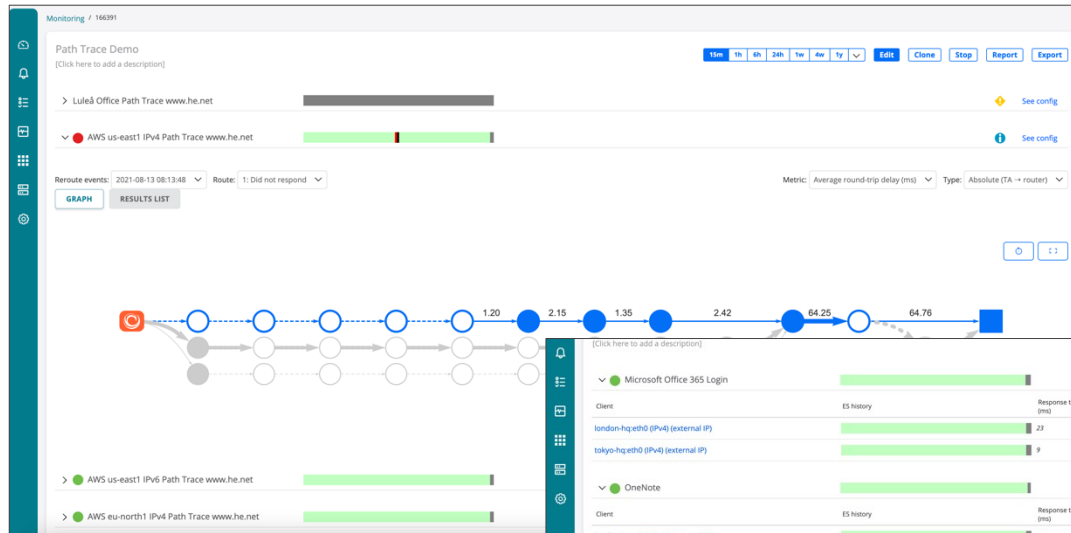 Monitoring / 166391
Path Trace Demo
[Click here to add a description]
15m 1h 6h 24h 1w 4w 1y Edit Clone Stop Report Export
Luleå Office Path Trace www.he.net
See config
AWS us-east1 IPv4 Path Trace www.he.net
See config
Reroute events: 2021-08-13 08:13:48 Route: 1: Did not respond Metric: Average round-trip delay (ms) Type: Absolute (TA → router)
GRAPH RESULTS LIST
1.20 2.15 1.35 2.42 64.25 64.76
[Click here to add a description]
Microsoft Office 365 Login
Client ES history Response t
(ms)
london-hq:eth0 (IPv4) (external IP) 23
tokyo-hq:eth0 (IPv4) (external IP) 9
AWS us-east1 IPv6 Path Trace www.he.net
OneNote
AWS eu-north1 IPv4 Path Trace www.he.net
Client ES history Response t
(ms)